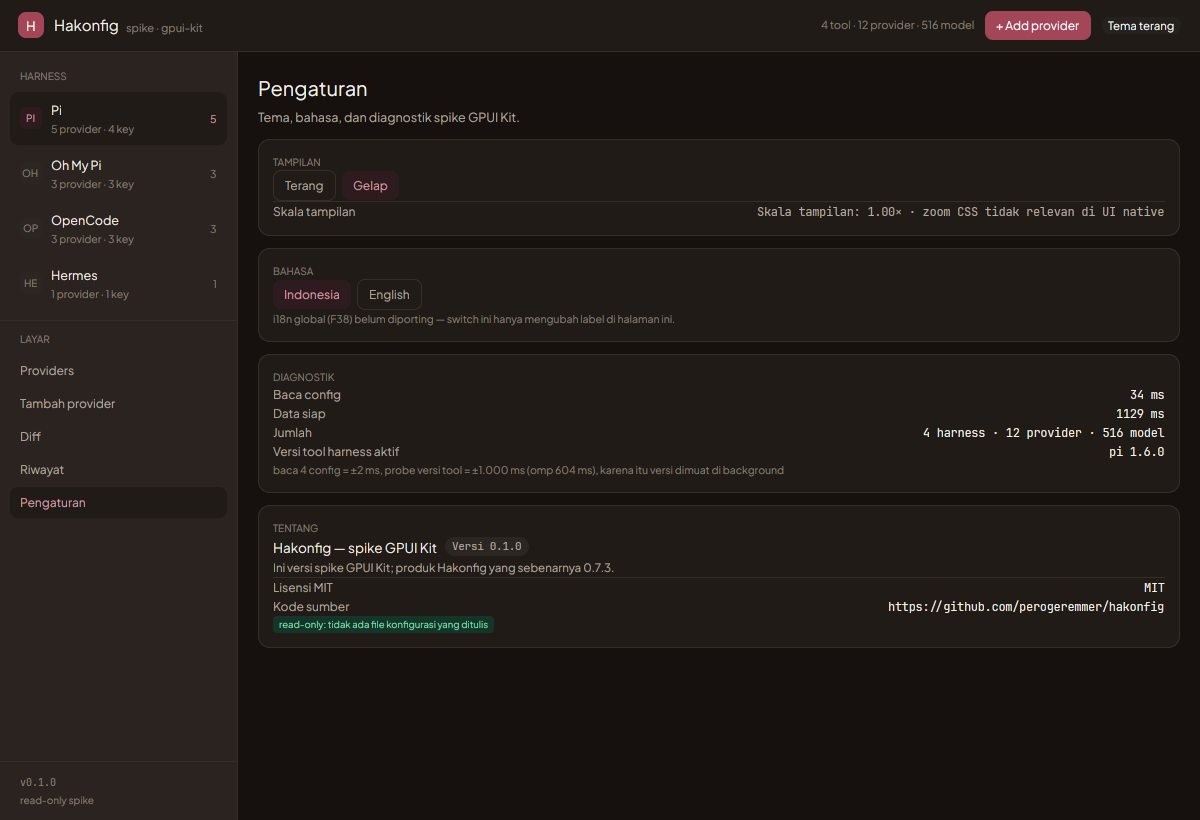 H Hakonfig spike · gpui-kit 4 tool · 12 provider · 516 model + Add provider Tema terang
HARNESS
PI Pi 5
5 provider · 4 key
OH Oh My Pi 3
3 provider · 3 key
OP OpenCode 3
3 provider · 3 key
HE Hermes 1
1 provider · 1 key
LAYAR
Providers
Tambah provider
Diff
Riwayat
Pengaturan
v0.1.0
read-only spike
Pengaturan
Tema, bahasa, dan diagnostik spike GPUI Kit.
TAMPILAN
Terang Gelap
Skala tampilan Skala tampilan: 1.00× · zoom CSS tidak relevan di UI native
BAHASA
Indonesia English
i18n global (F38) belum diporting — switch ini hanya mengubah label di halaman ini.
DIAGNOSTIK
Baca config 34 ms
Data siap 1129 ms
Jumlah 4 harness · 12 provider · 516 model
Versi tool harness aktif pi 1.6.0
baca 4 config = ±2 ms, probe versi tool = ±1.000 ms (omp 604 ms), karena itu versi dimuat di background
TENTANG
Hakonfig — spike GPUI Kit Versi 0.1.0
Ini versi spike GPUI Kit; produk Hakonfig yang sebenarnya 0.7.3.
Lisensi MIT MIT
Kode sumber https://github.com/perogeremmer/hakonfig
read-only: tidak ada file konfigurasi yang ditulis